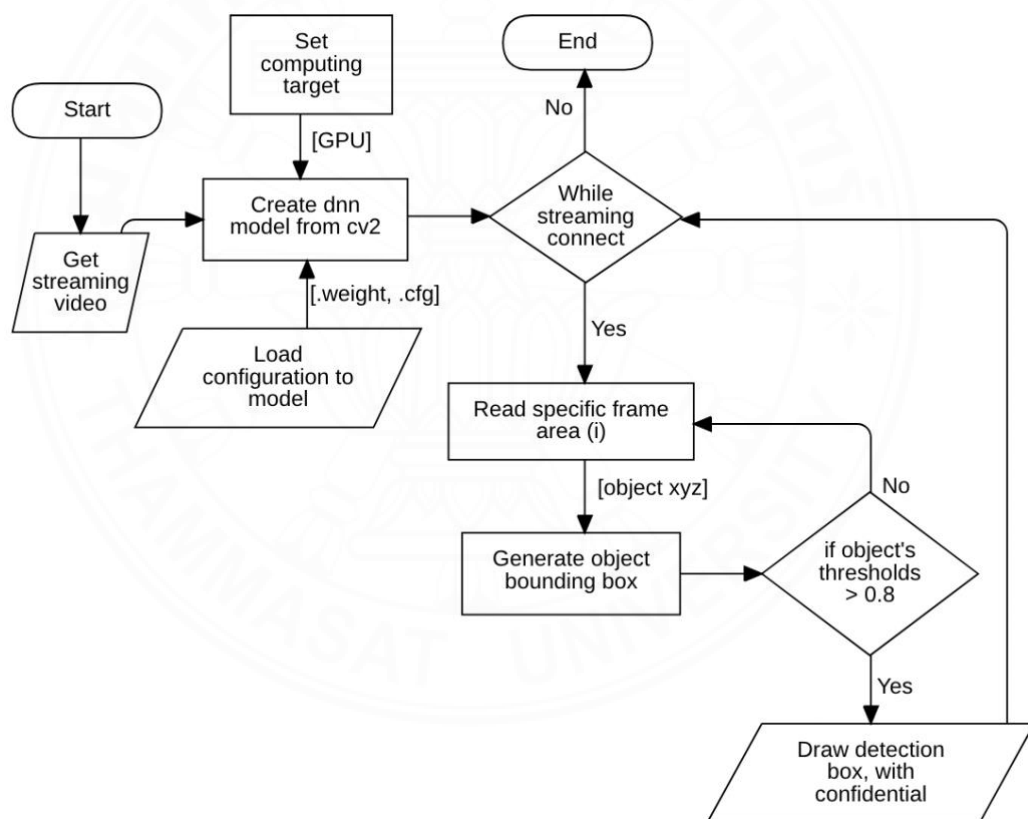 Start
Get
streaming
video
Set
computing
target
[GPU]
Create dnn
model from cv2
[.weight, .cfg]
Load
configuration to
model
End
No
While
streaming
connect
Yes
Read specific frame
area (i)
[object xyz]
Generate object
bounding box
No
if object's
thresholds
> 0.8
Yes
Draw detection
box, with
confidential
THAMMASAT UNIVERSITY